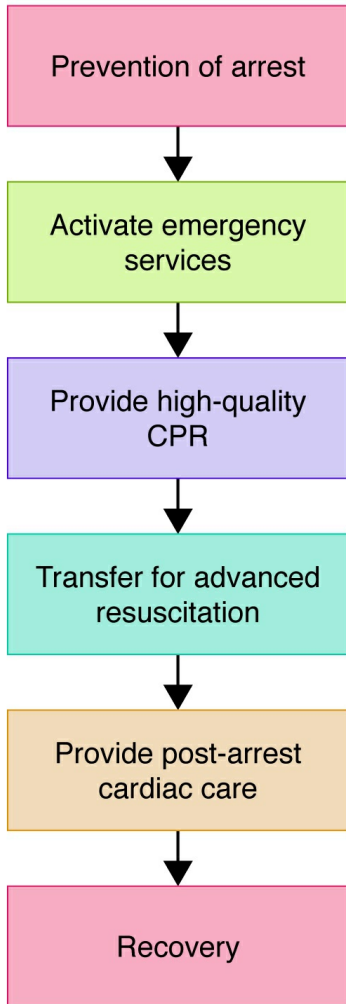 Prevention of arrest
Activate emergency
services
Provide high-quality
CPR
Transfer for advanced
resuscitation
Provide post-arrest
cardiac care
Recovery